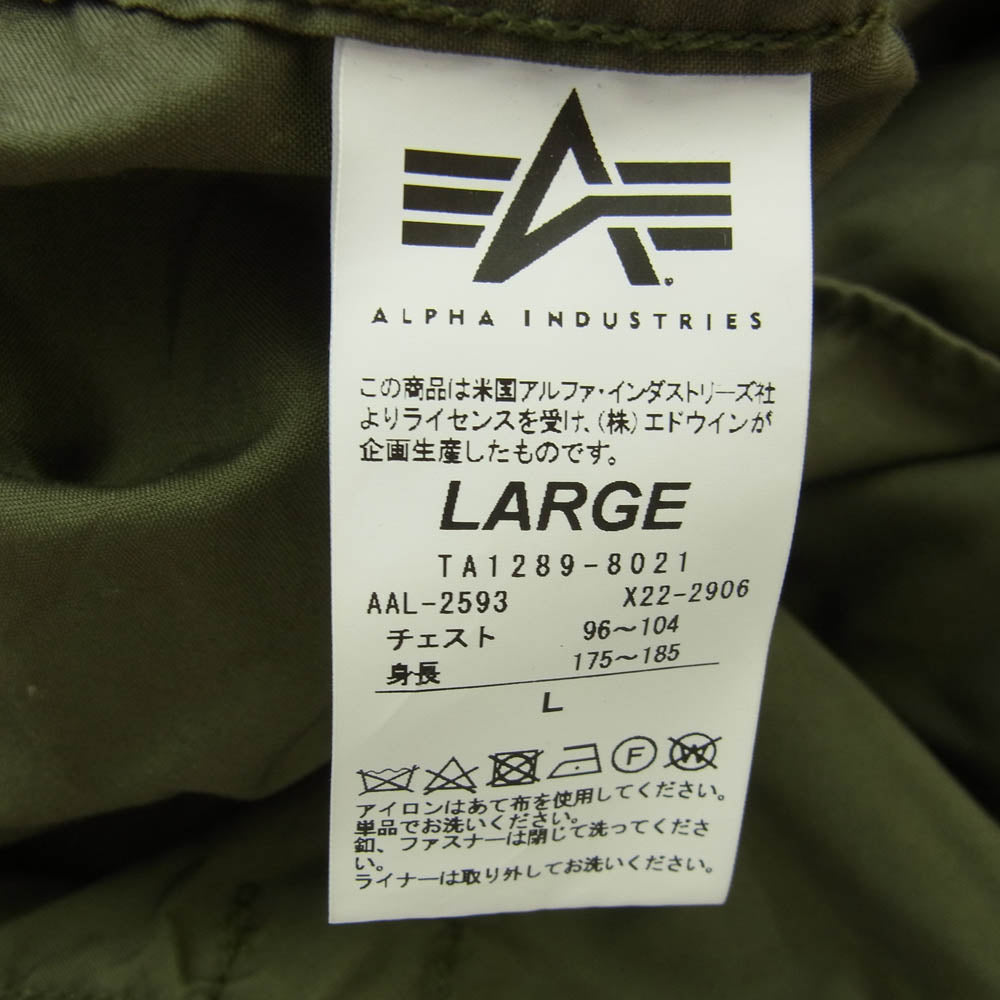 ALPHA INDUSTRIES
この商品は米国アルファ・インダストリーズ社
よりライセンスを受け、(株)エドウインが
企画生産したものです。
LARGE
TA1289-8021
AAL-2593 X22-2906
チェスト 96〜104
身長 175〜185
L
F W
アイロンはあて布を使用してください。
単品でお洗いください。
釦、ファスナーは閉じて洗ってくださ
い。
ライナーは取り外してお洗いください。